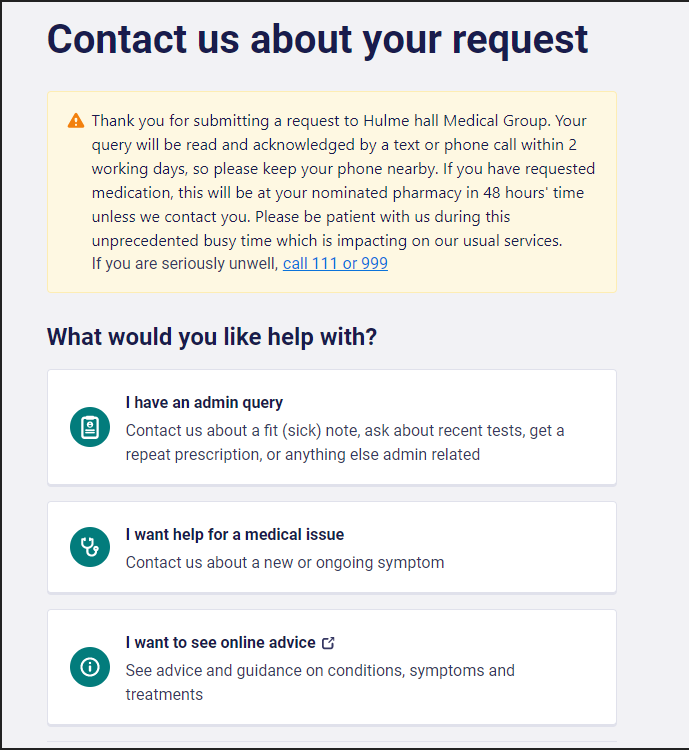 Contact us about your request
Thank you for submitting a request to Hulme hall Medical Group. Your
query will be read and acknowledged by a text or phone call within 2
working days, so please keep your phone nearby. If you have requested
medication, this will be at your nominated pharmacy in 48 hours' time
unless we contact you. Please be patient with us during this
unprecedented busy time which is impacting on our usual services.
If you are seriously unwell, call 111 or 999
What would you like help with?
I have an admin query
Contact us about a fit (sick) note, ask about recent tests, get a
repeat prescription, or anything else admin related
I want help for a medical issue
Contact us about a new or ongoing symptom
I want to see online advice
See advice and guidance on conditions, symptoms and
treatments